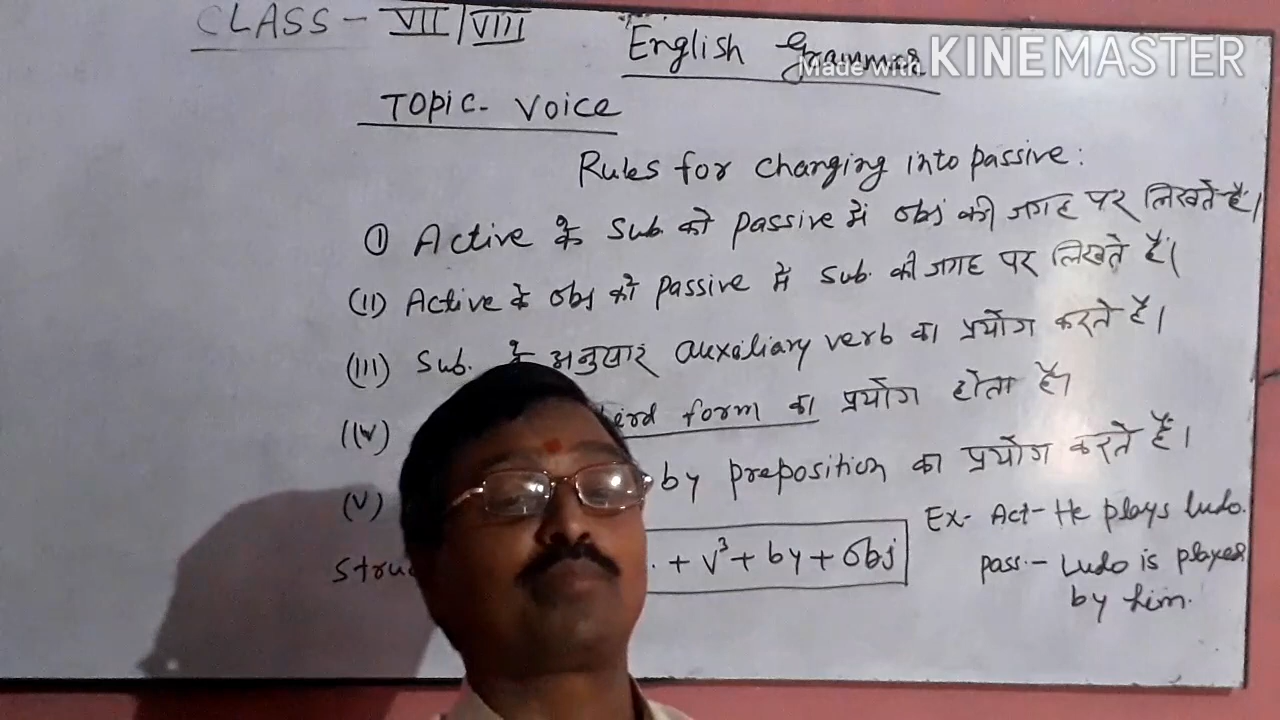 CLASS - VII/VIII
English Grammar
Made with KINEMASTER
Topic- Voice
Rules for changing into passive:
(I) Active के Sub को passive में obj की जगह पर लिखते हैं।
(II) Active के obj को passive में sub. की जगह पर लिखते हैं।
(III) Sub. के अनुसार auxiliary verb का प्रयोग करते हैं।
(IV) form का प्रयोग होता है।
(V) by preposition का प्रयोग करते हैं।
+ V³ + by + obj
Ex- Act- He plays ludo.
pass.- Ludo is played
by him.